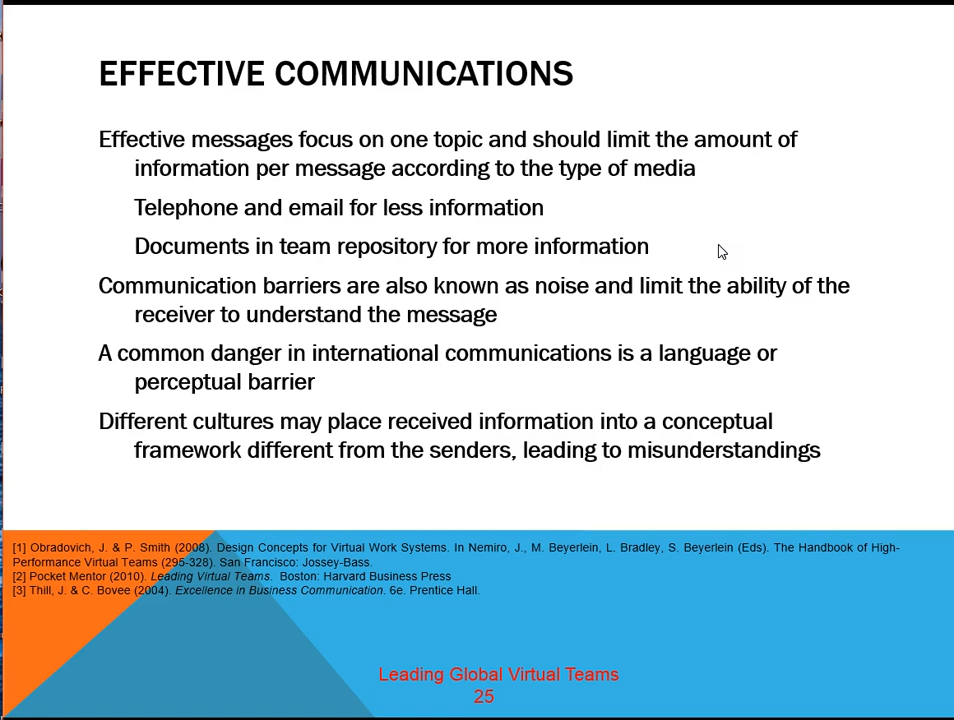 EFFECTIVE COMMUNICATIONS
Effective messages focus on one topic and should limit the amount of
information per message according to the type of media
Telephone and email for less information
Documents in team repository for more information
Communication barriers are also known as noise and limit the ability of the
receiver to understand the message
A common danger in international communications is a language or
perceptual barrier
Different cultures may place received information into a conceptual
framework different from the senders, leading to misunderstandings
[1] Obradovich, J. & P. Smith (2008). Design Concepts for Virtual Work Systems. In Nemiro, J., M. Beyerlein, L. Bradley, S. Beyerlein (Eds). The Handbook of High-
Performance Virtual Teams (295-328). San Francisco: Jossey-Bass.
[2] Pocket Mentor (2010). Leading Virtual Teams. Boston: Harvard Business Press
[3] Thill, J. & C. Bovee (2004). Excellence in Business Communication. 6e. Prentice Hall.
Leading Global Virtual Teams
25